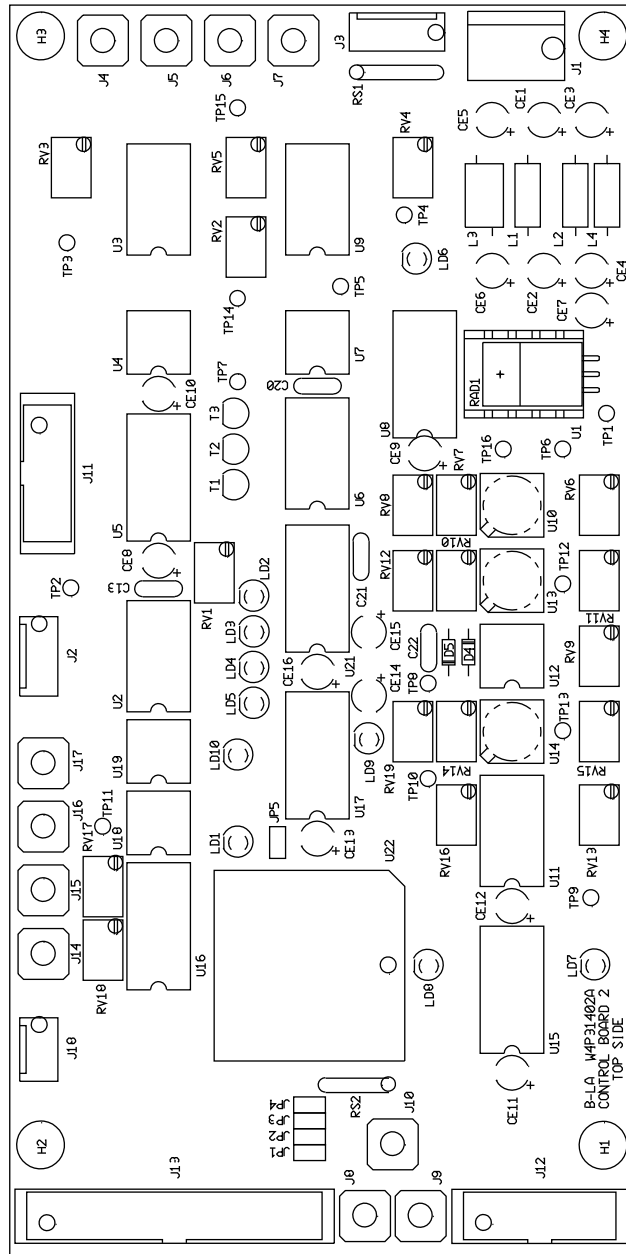 H3
J4
J5
J6
J7
J3
RS1
J1
H4
TP15
CE5
CE1
CE3
RV3
U3
RV5
RV2
U9
RV4
TP4
LD6
L3
L1
L2
L4
TP3
TP14
TP5
CE6
CE2
CE7
CE4
U4
CE10
TP7
C20
U7
U8
RAD1
U1
TP1
J11
T3
T2
T1
U6
CE9
RV7
TP16
TP6
U5
CE8
C13
RV1
LD2
C21
RV8
RV10
U10
RV6
TP2
J2
LD3
LD4
LD5
CE16
U21
CE15
CE14
RV12
U13
TP12
RV11
C22
D5
D4
TP8
U12
RV9
U2
J17
U19
LD10
LD9
RV19
RV14
U14
TP13
RV15
J16
TP11
RV17
U18
LD1
JP5
U17
CE13
TP10
RV16
U11
RV13
J15
J14
RV18
U16
U22
CE12
TP9
LD8
LD7
J18
U15
CE11
RS2
JP4
JP3
JP2
JP1
J10
B-LA W4P31402A
CONTROL BOARD 2
TOP SIDE
H2
H1
J13
J8
J9
J12